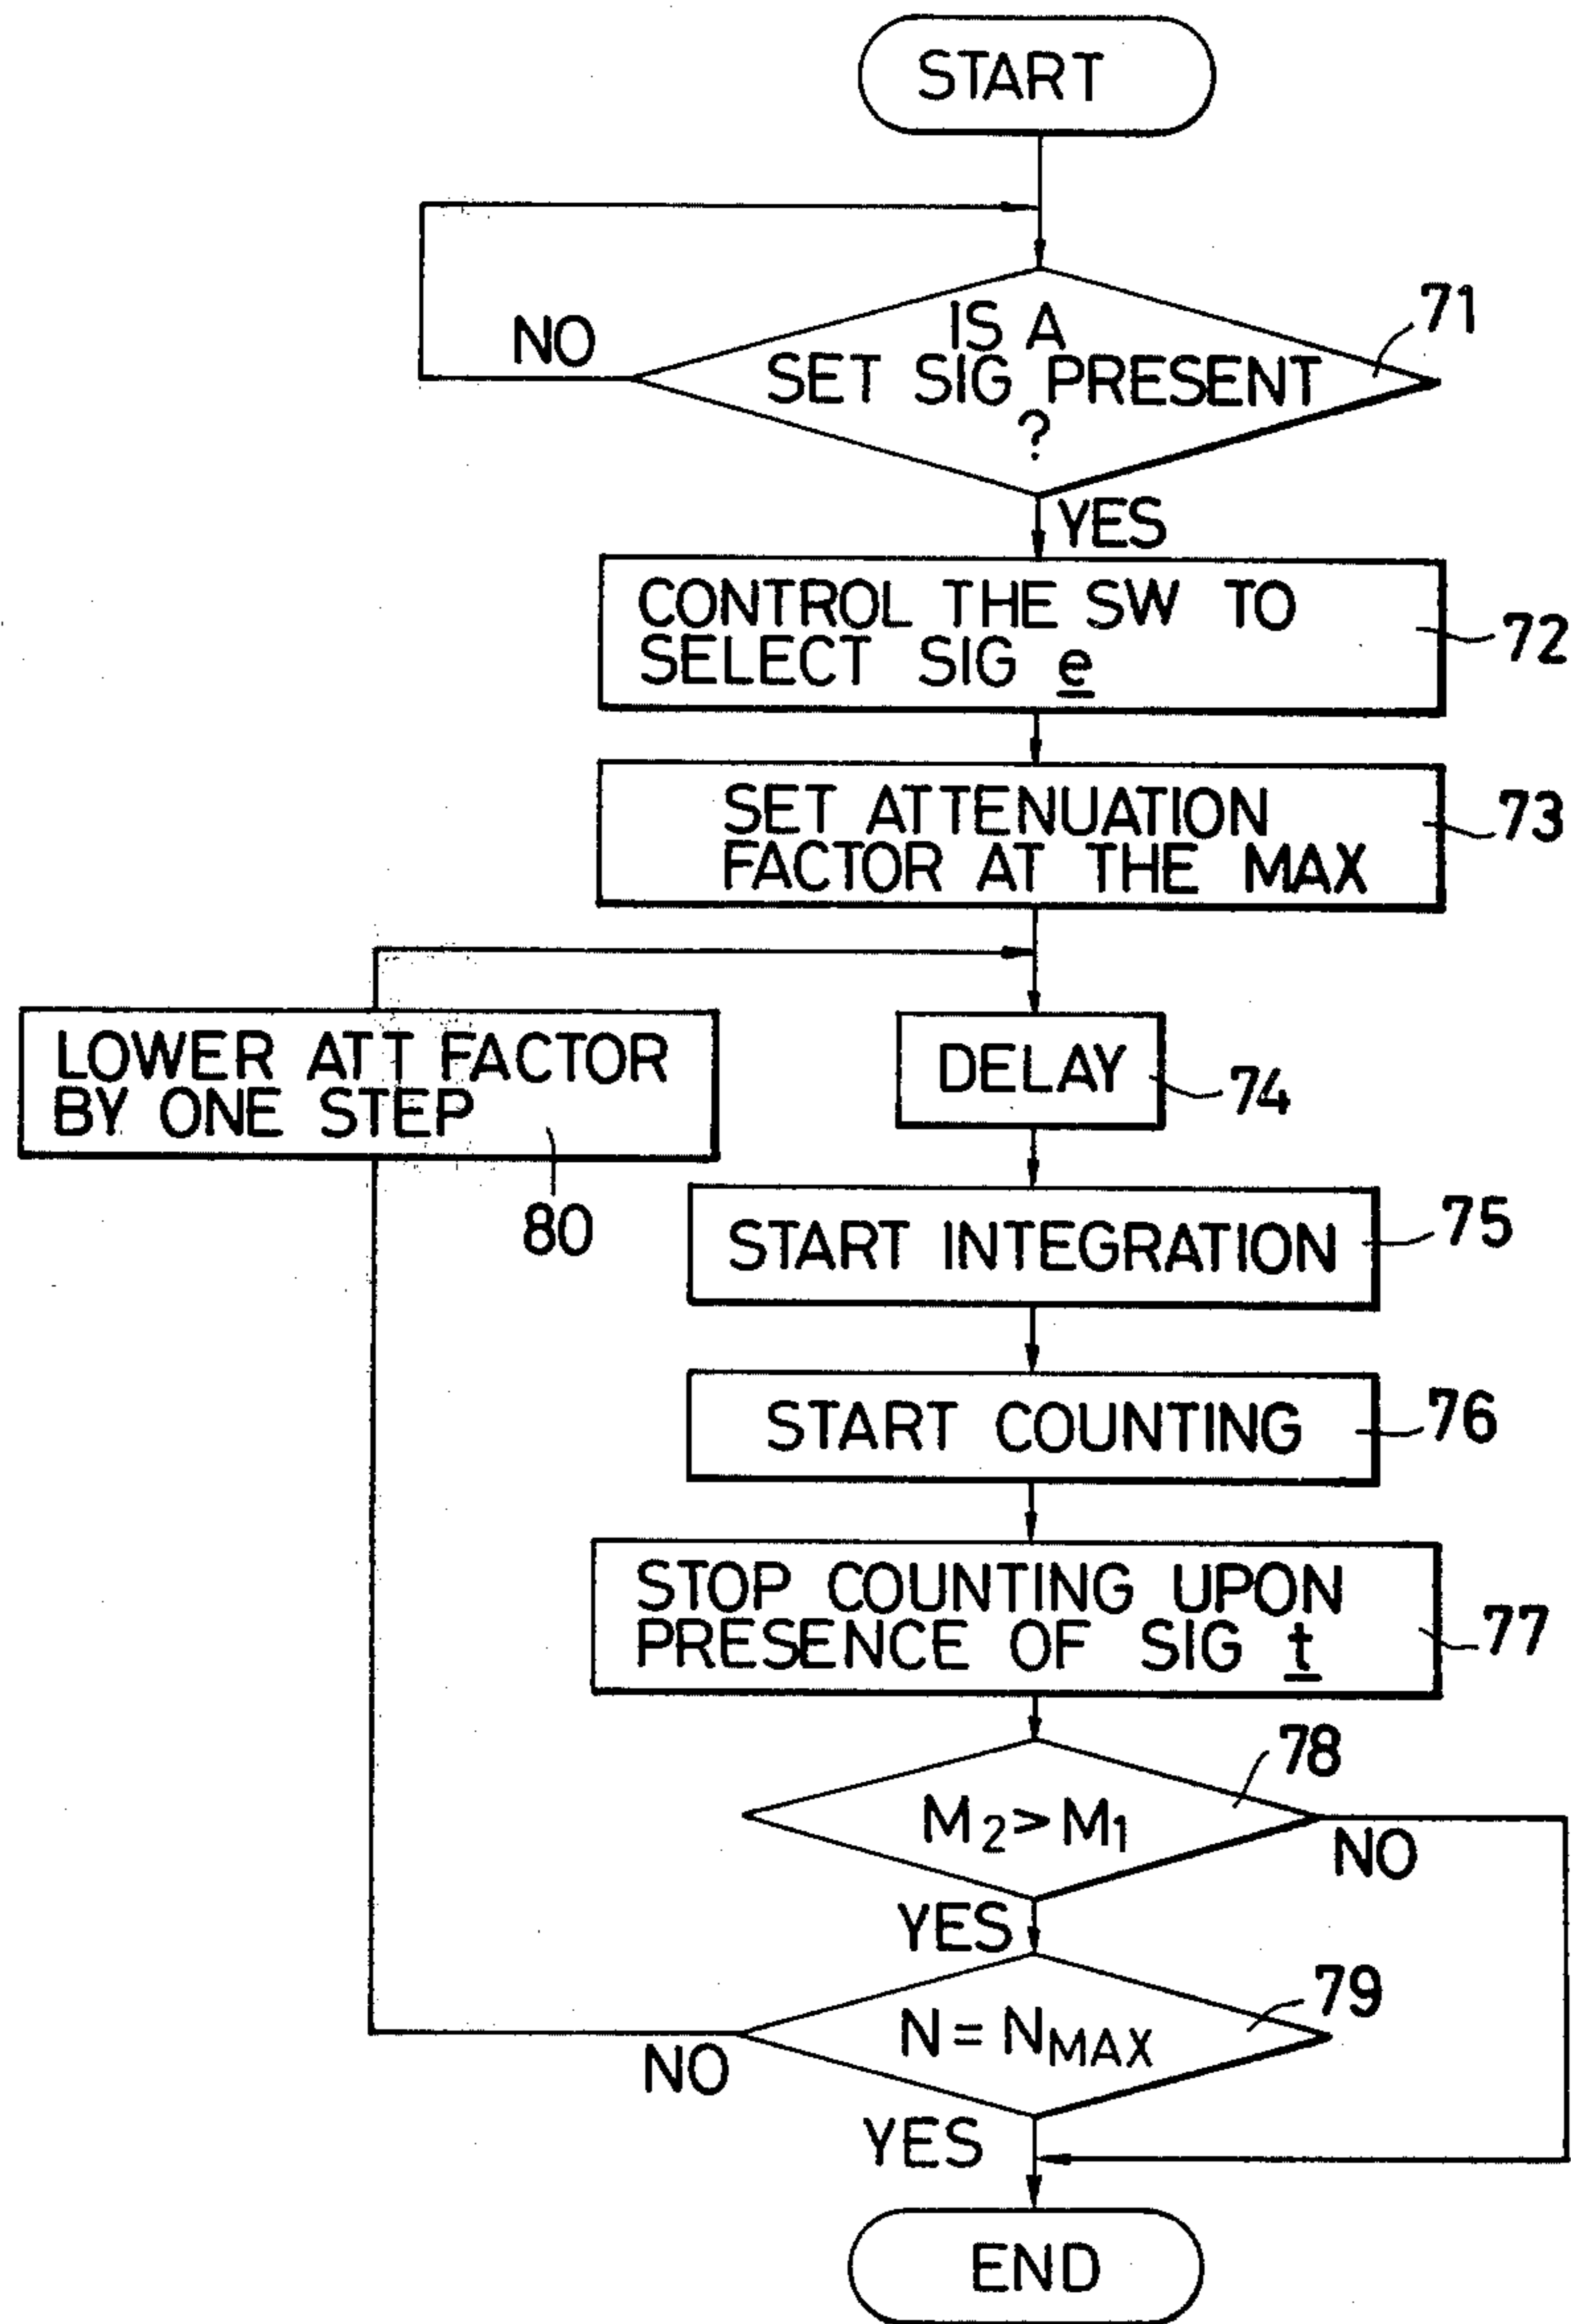 START
NO
IS A
SET SIG PRESENT
?
71
YES
CONTROL THE SW TO
SELECT SIG e
72
SET ATTENUATION
FACTOR AT THE MAX
73
LOWER ATT FACTOR
BY ONE STEP
80
DELAY
74
START INTEGRATION
75
START COUNTING
76
STOP COUNTING UPON
PRESENCE OF SIG t
77
M2>M1
78
NO
YES
N=NMAX
79
NO
YES
END